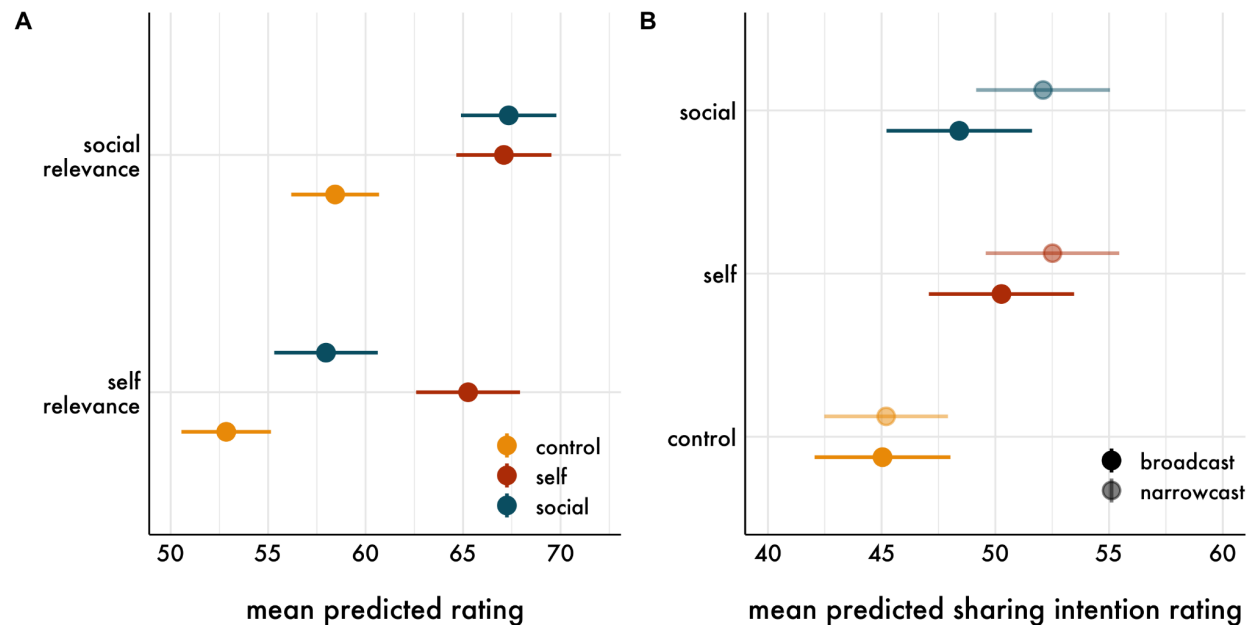 A
social
relevance
self
relevance
control
self
social
50 55 60 65 70
mean predicted rating
B
social
self
control
broadcast
narrowcast
40 45 50 55 60
mean predicted sharing intention rating